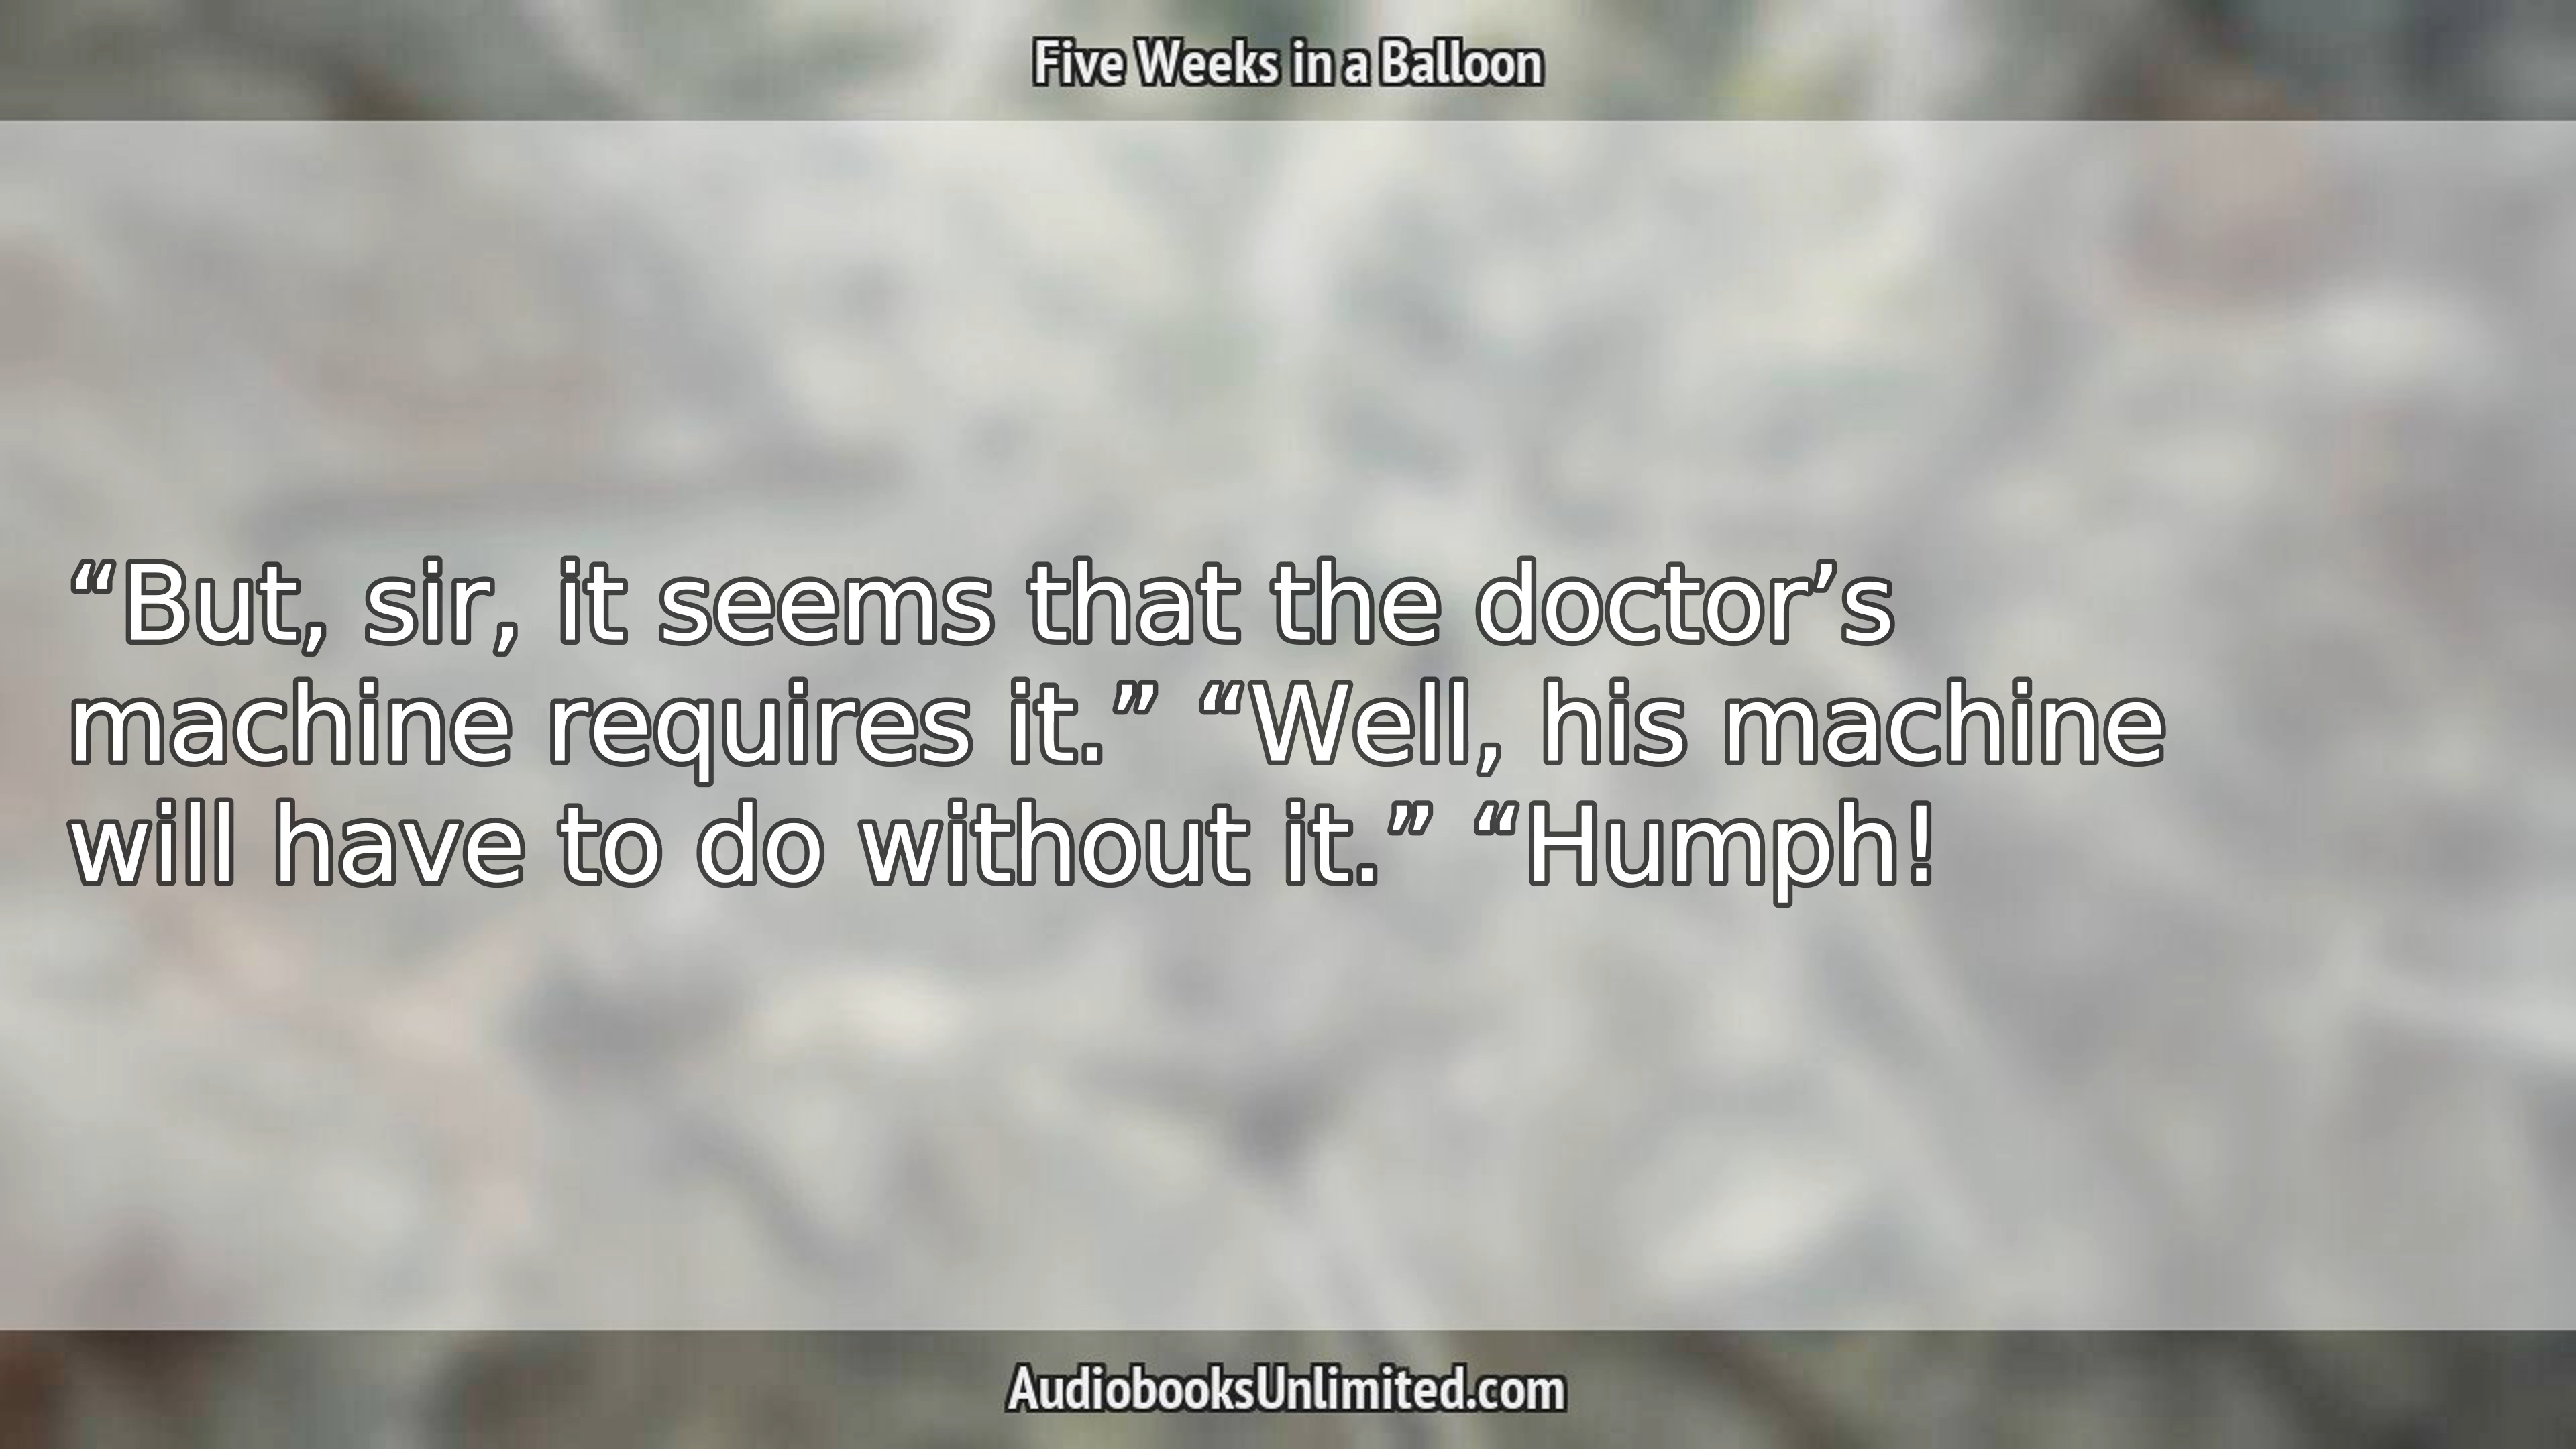 Five Weeks in a Balloon
“But, sir, it seems that the doctor’s
machine requires it.” “Well, his machine
will have to do without it.” “Humph!
AudiobooksUnlimited.com